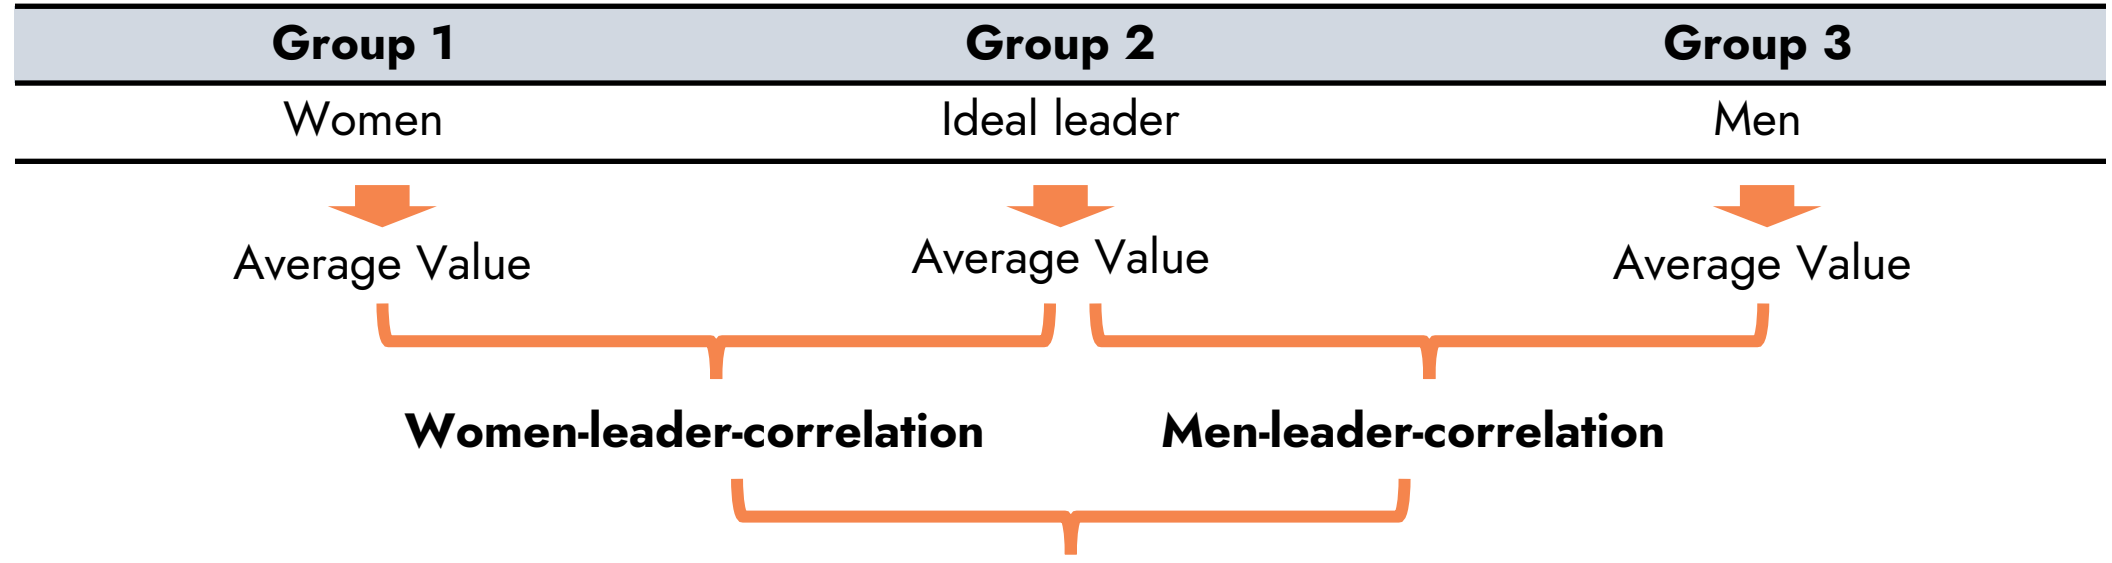 Group 1 Group 2 Group 3
Women Ideal leader Men
Average Value Average Value Average Value
Women-leader-correlation Men-leader-correlation